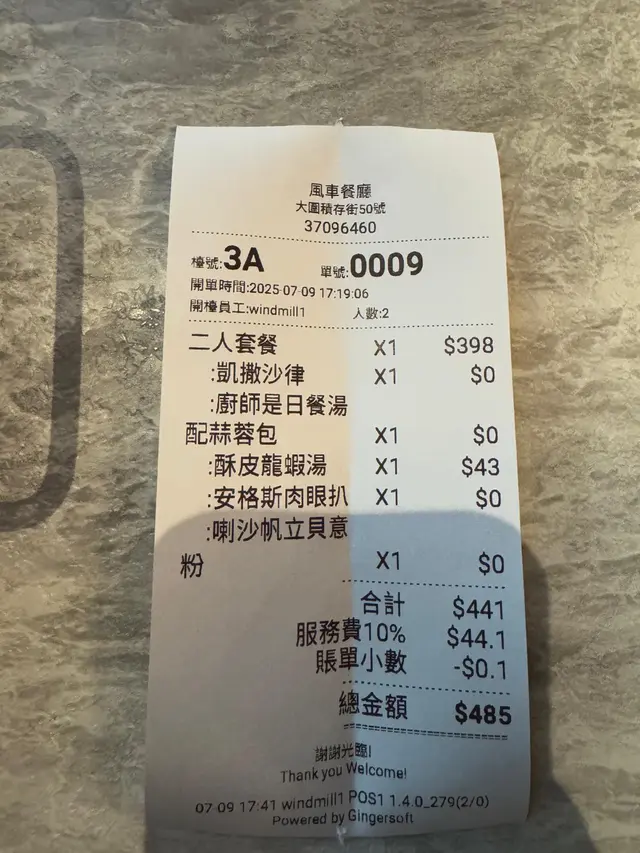 風車餐廳
大圍積存街50號
37096460
檯號:3A 單號:0009
開單時間:2025-07-09 17:19:06
開檯員工:windmill1 人數:2
二人套餐 X1 $398
:凱撒沙律 X1 $0
:廚師是日餐湯
配蒜蓉包 X1 $0
:酥皮龍蝦湯 X1 $43
:安格斯肉眼扒 X1 $0
:喇沙帆立貝意
粉 X1 $0
合計 $441
服務費10% $44.1
賬單小數 -$0.1
總金額 $485
謝謝光臨!
Thank you Welcome!
07-09 17:41 windmill1 POS1 1.4.0_279(2/0)
Powered by Gingersoft